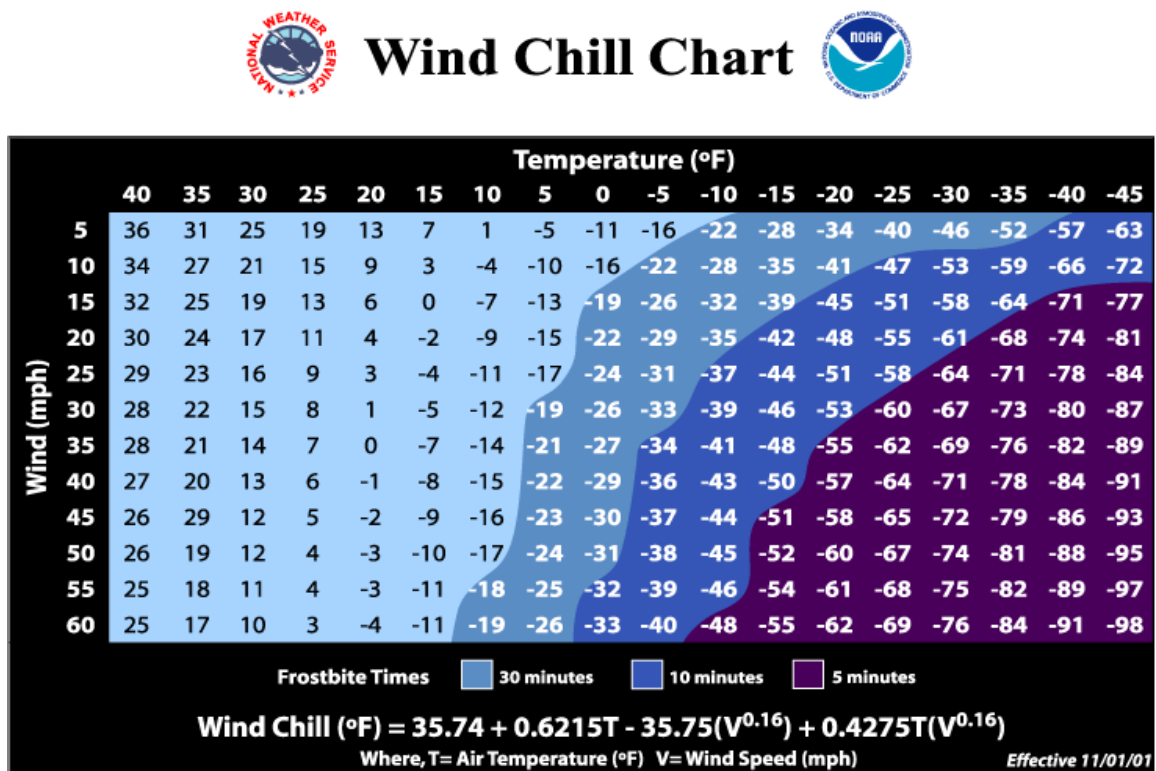 NATIONAL WEATHER SERVICE
Wind Chill Chart
NATIONAL OCEANIC AND ATMOSPHERIC ADMINISTRATION
NOAA
U.S. DEPARTMENT OF COMMERCE
Temperature (ºF)
40 35 30 25 20 15 10 5 0 -5 -10 -15 -20 -25 -30 -35 -40 -45
Wind (mph)
5 36 31 25 19 13 7 1 -5 -11 -16 -22 -28 -34 -40 -46 -52 -57 -63
10 34 27 21 15 9 3 -4 -10 -16 -22 -28 -35 -41 -47 -53 -59 -66 -72
15 32 25 19 13 6 0 -7 -13 -19 -26 -32 -39 -45 -51 -58 -64 -71 -77
20 30 24 17 11 4 -2 -9 -15 -22 -29 -35 -42 -48 -55 -61 -68 -74 -81
25 29 23 16 9 3 -4 -11 -17 -24 -31 -37 -44 -51 -58 -64 -71 -78 -84
30 28 22 15 8 1 -5 -12 -19 -26 -33 -39 -46 -53 -60 -67 -73 -80 -87
35 28 21 14 7 0 -7 -14 -21 -27 -34 -41 -48 -55 -62 -69 -76 -82 -89
40 27 20 13 6 -1 -8 -15 -22 -29 -36 -43 -50 -57 -64 -71 -78 -84 -91
45 26 29 12 5 -2 -9 -16 -23 -30 -37 -44 -51 -58 -65 -72 -79 -86 -93
50 26 19 12 4 -3 -10 -17 -24 -31 -38 -45 -52 -60 -67 -74 -81 -88 -95
55 25 18 11 4 -3 -11 -18 -25 -32 -39 -46 -54 -61 -68 -75 -82 -89 -97
60 25 17 10 3 -4 -11 -19 -26 -33 -40 -48 -55 -62 -69 -76 -84 -91 -98
Frostbite Times 30 minutes 10 minutes 5 minutes
Wind Chill (ºF) = 35.74 + 0.6215T - 35.75(V^0.16) + 0.4275T(V^0.16)
Where, T= Air Temperature (ºF) V= Wind Speed (mph)
Effective 11/01/01